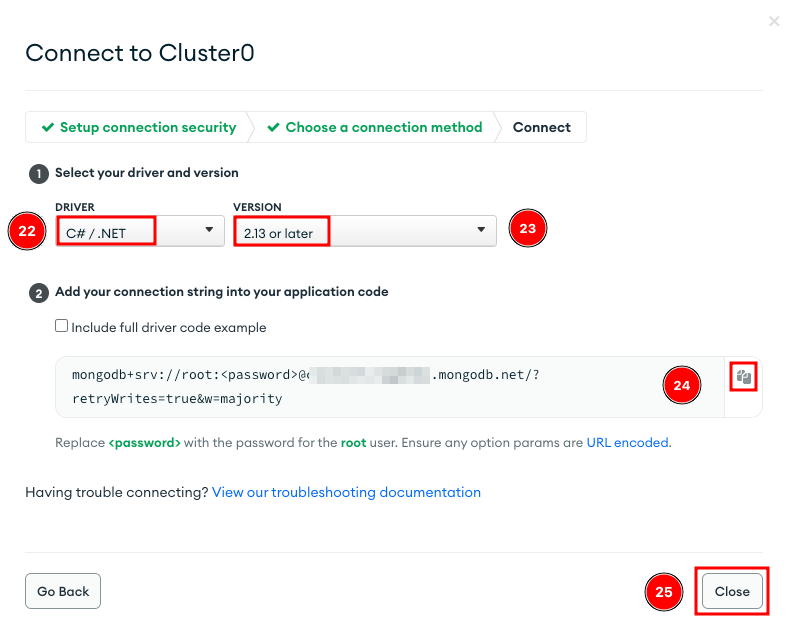 Connect to Cluster0
Setup connection security
Choose a connection method
Connect
1 Select your driver and version
DRIVER
VERSION
22 C# / .NET
2.13 or later 23
2 Add your connection string into your application code
Include full driver code example
mongodb+srv://root:<password>@ .mongodb.net/?
retryWrites=true&w=majority
24
Replace <password> with the password for the root user. Ensure any option params are URL encoded.
Having trouble connecting? View our troubleshooting documentation
Go Back
25 Close